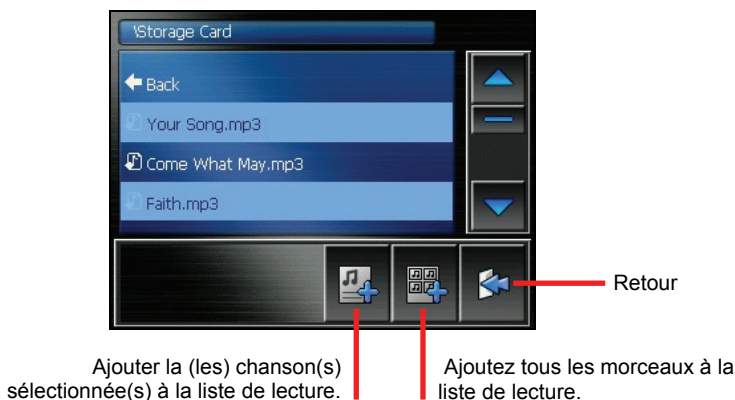 \Storage Card
Back
Your Song.mp3
Come What May.mp3
Faith.mp3
Retour
Ajouter la (les) chanson(s)
sélectionnée(s) à la liste de lecture.
Ajoutez tous les morceaux à la
liste de lecture.